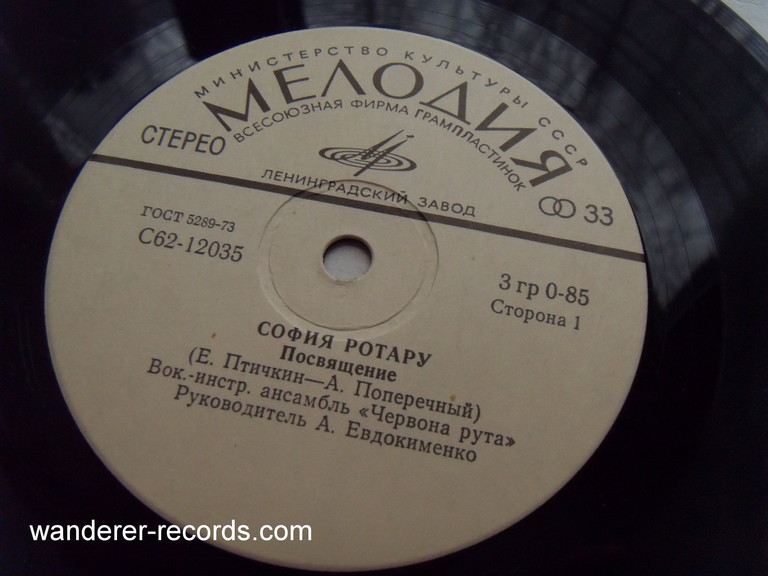 МИНИСТЕРСТВО КУЛЬТУРЫ СССР
МЕЛОДИЯ
ВСЕСОЮЗНАЯ ФИРМА ГРАМПЛАСТИНОК
СТЕРЕО
ЛЕНИНГРАДСКИЙ ЗАВОД
33
ГОСТ 5289-73
С62-12035
3 гр 0-85
Сторона 1
СОФИЯ РОТАРУ
Посвящение
(Е. Птичкин—А. Поперечный)
Вок.-инстр. ансамбль «Червона рута»
Руководитель А. Евдокименко
wanderer-records.com